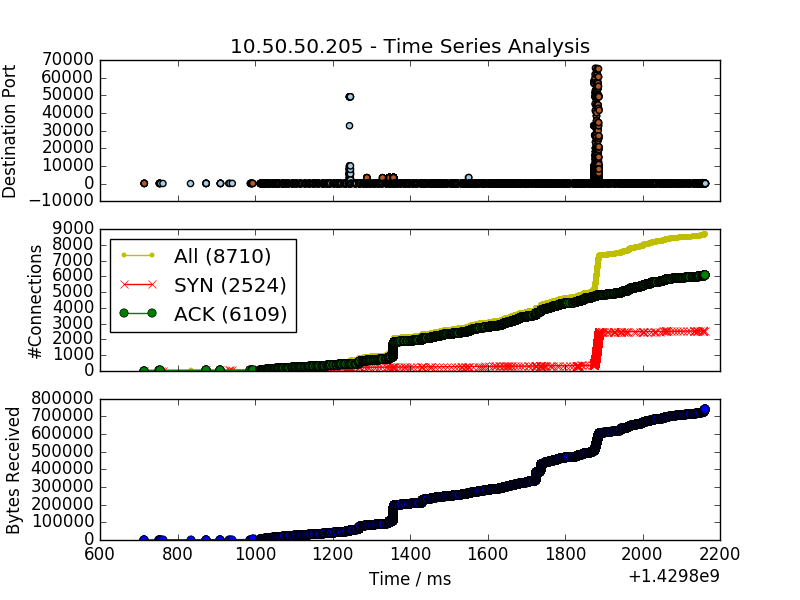 10.50.50.205 - Time Series Analysis
Destination Port
70000
60000
50000
40000
30000
20000
10000
0
−10000
#Connections
9000
8000
7000
6000
5000
4000
3000
2000
1000
0
All (8710)
SYN (2524)
ACK (6109)
Bytes Received
800000
700000
600000
500000
400000
300000
200000
100000
0
600 800 1000 1200 1400 1600 1800 2000 2200
Time / ms
+1.4298e9